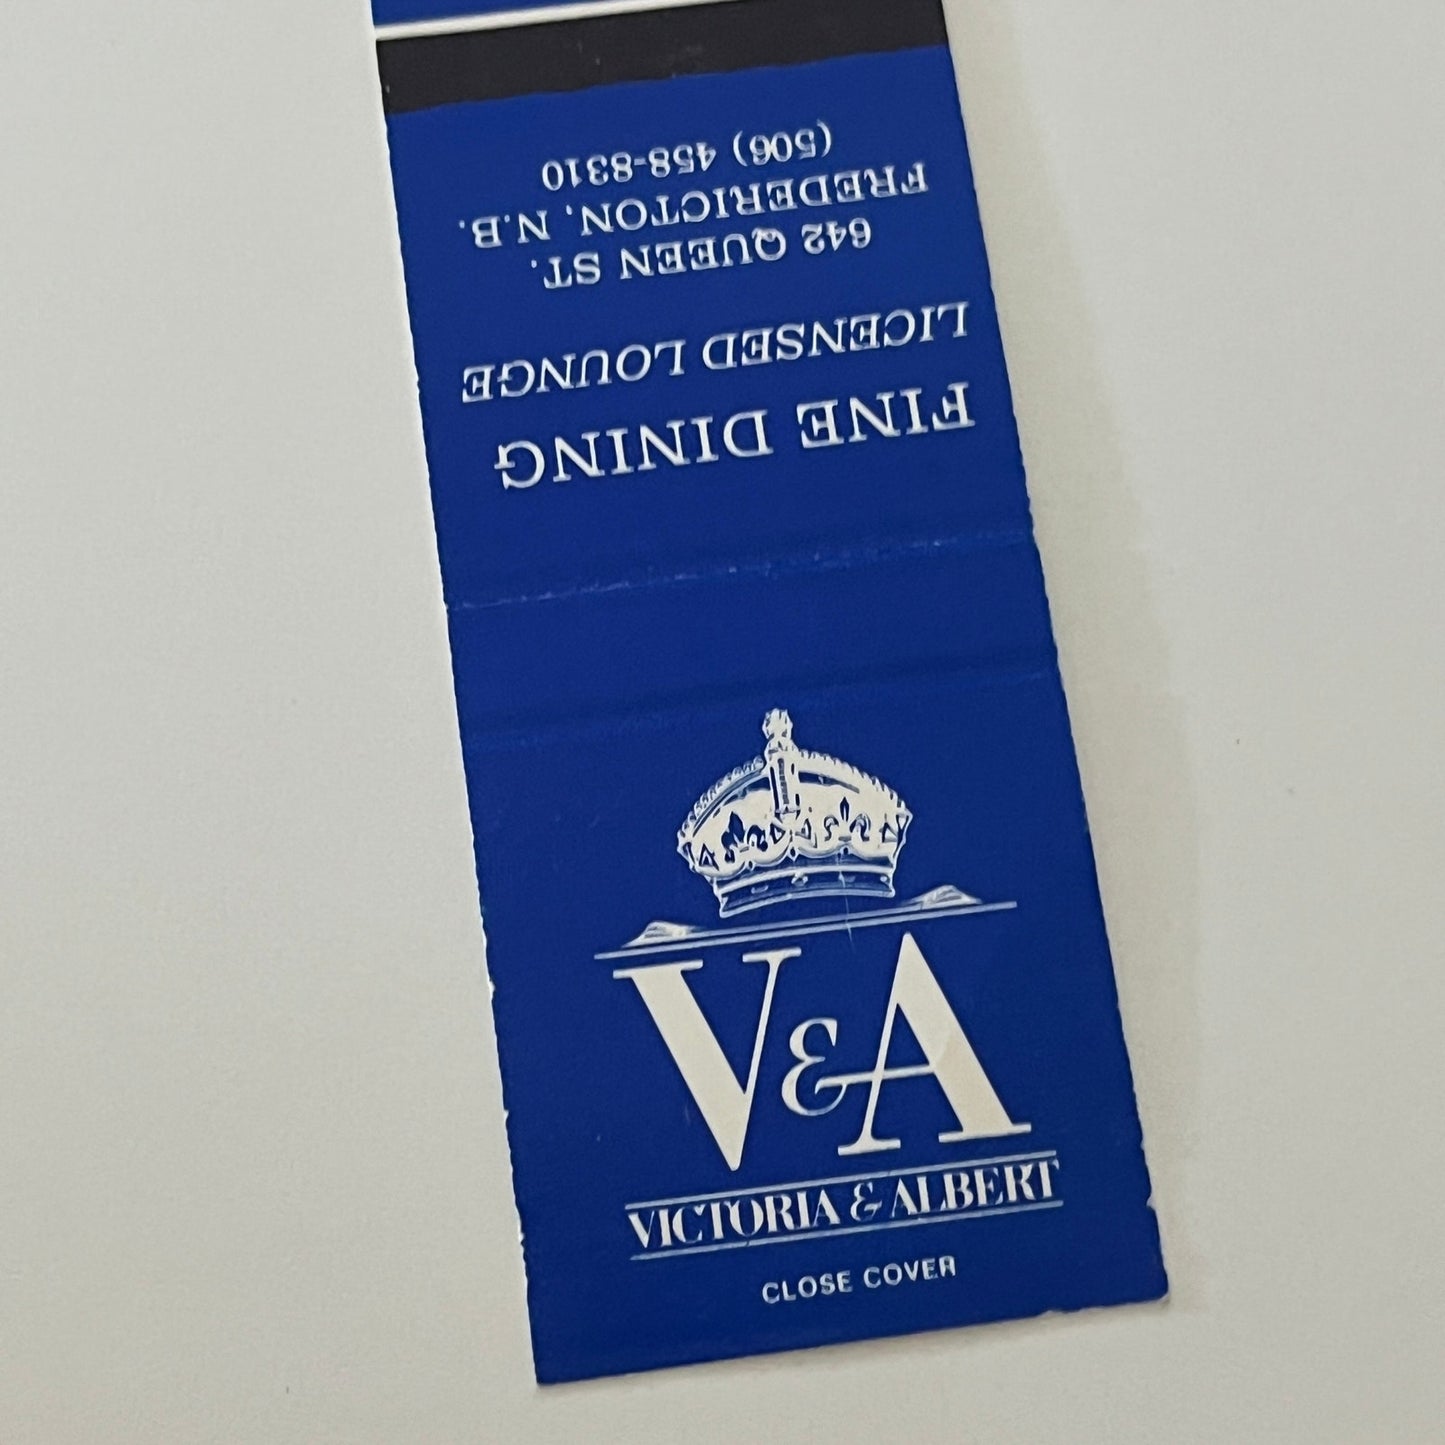 FINE DINING
LICENSED LOUNGE
642 QUEEN ST.
FREDERICTON, N.B.
(506) 458-8310
V&A
VICTORIA & ALBERT
CLOSE COVER